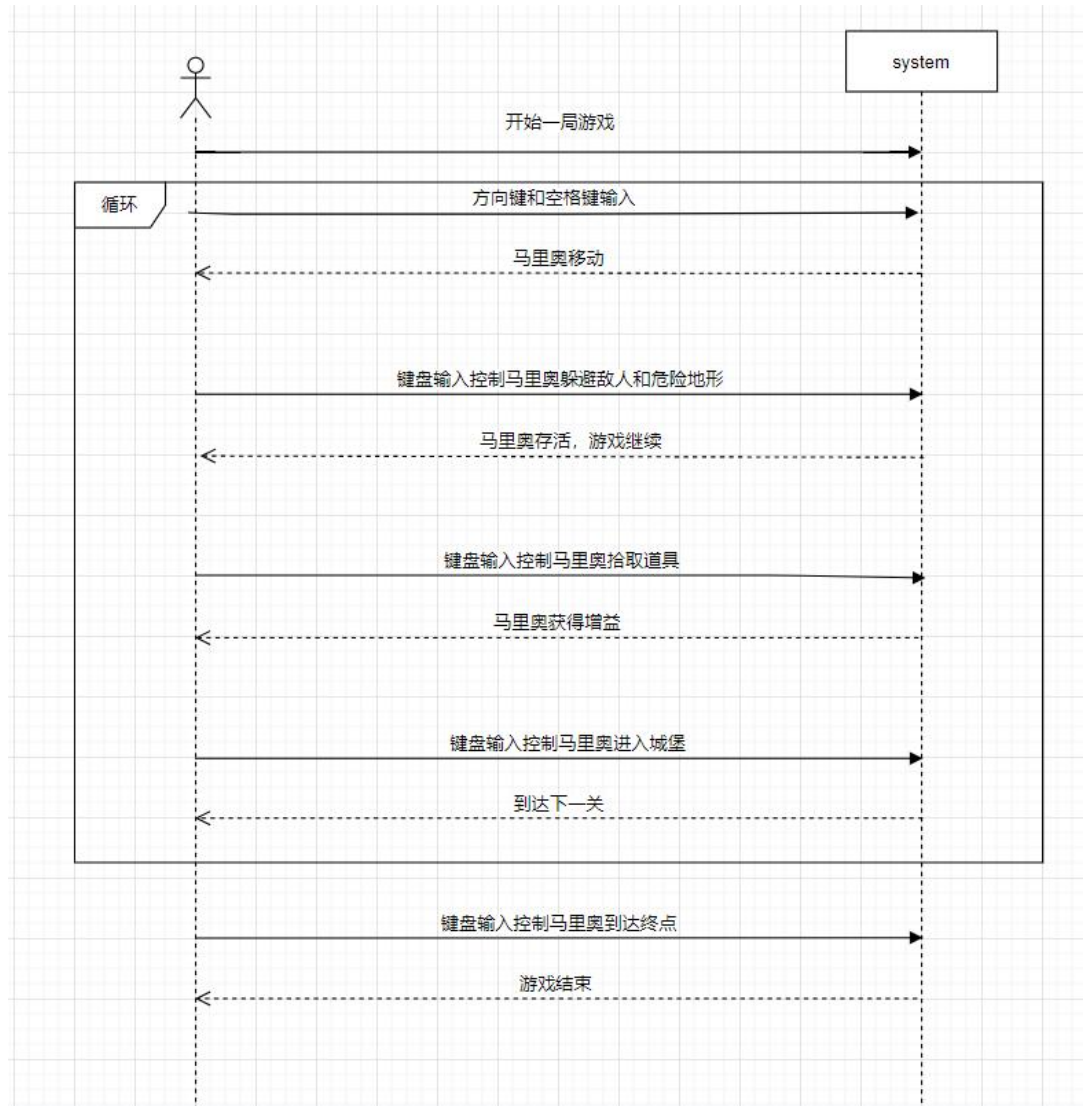 system
开始一局游戏
循环
方向键和空格键输入
马里奥移动
键盘输入控制马里奥躲避敌人和危险地形
马里奥存活，游戏继续
键盘输入控制马里奥拾取道具
马里奥获得增益
键盘输入控制马里奥进入城堡
到达下一关
键盘输入控制马里奥到达终点
游戏结束